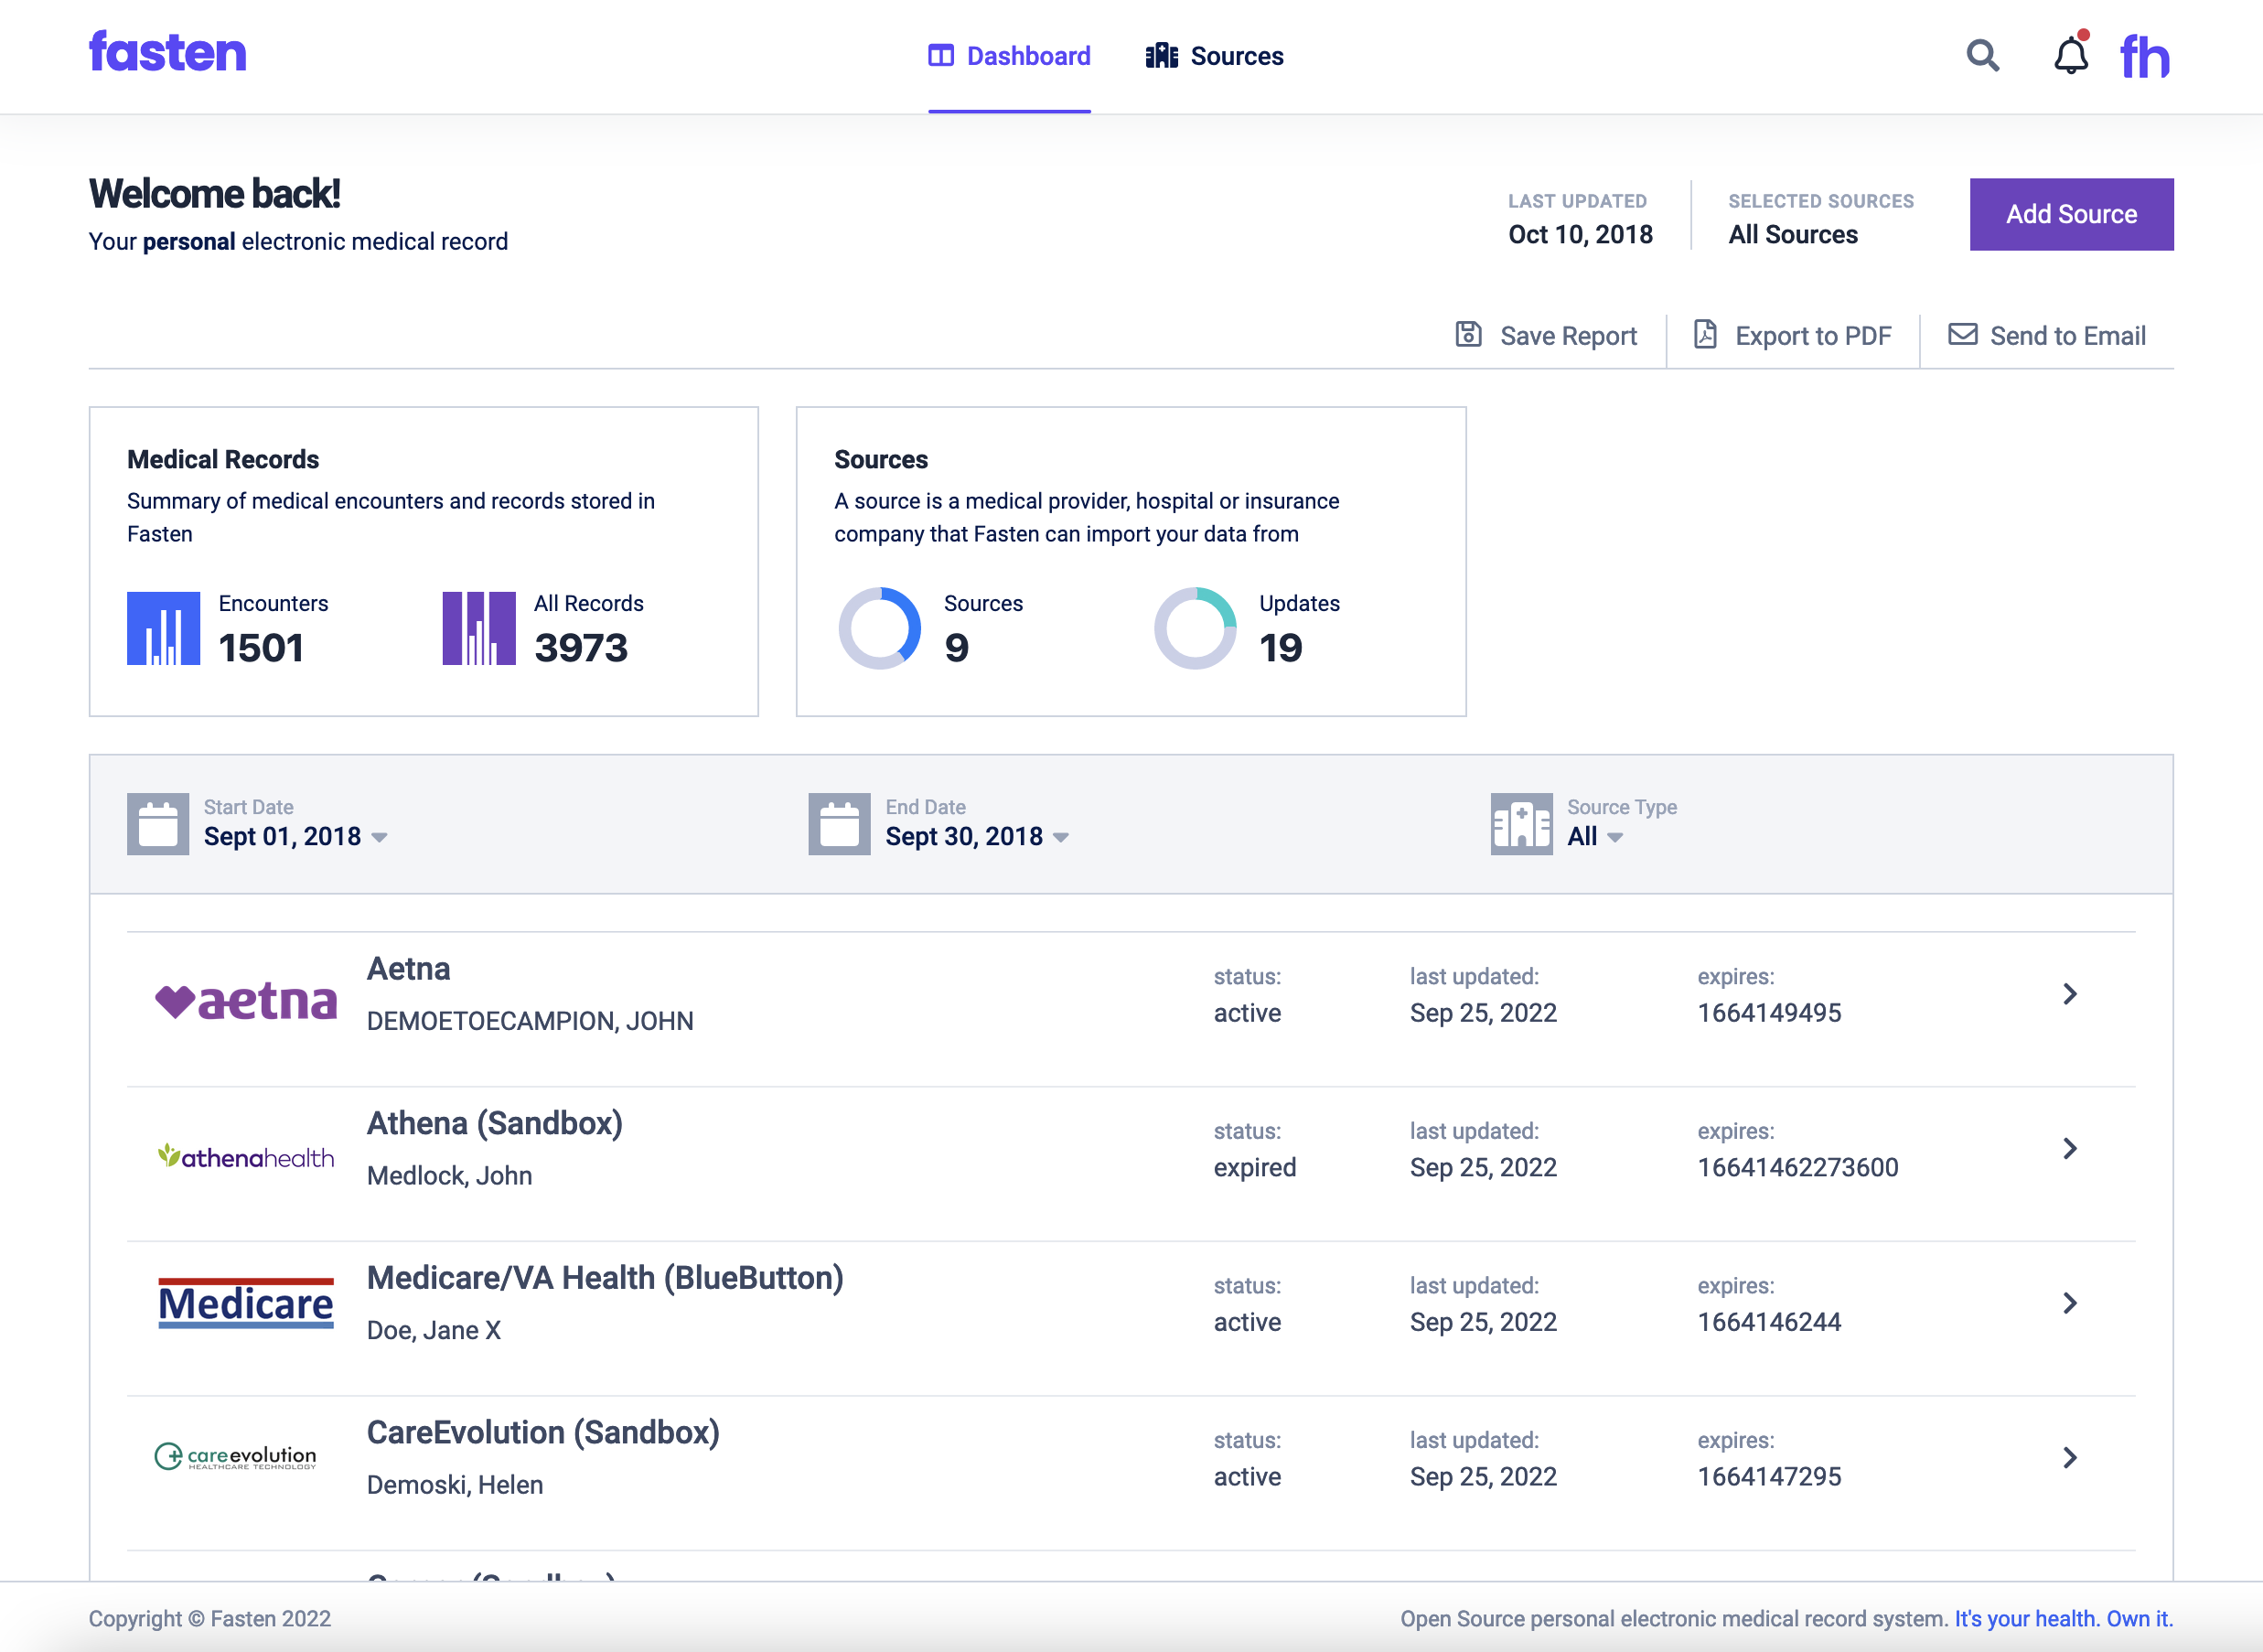 fasten
Dashboard
Sources
fh
Welcome back!
Your personal electronic medical record
LAST UPDATED
Oct 10, 2018
SELECTED SOURCES
All Sources
Add Source
Save Report
Export to PDF
Send to Email
Medical Records
Summary of medical encounters and records stored in
Fasten
Encounters
1501
All Records
3973
Sources
A source is a medical provider, hospital or insurance
company that Fasten can import your data from
Sources
9
Updates
19
Start Date
Sept 01, 2018
End Date
Sept 30, 2018
Source Type
All
aetna
Aetna
DEMOETOECAMPION, JOHN
status:
active
last updated:
Sep 25, 2022
expires:
1664149495
athenahealth
Athena (Sandbox)
Medlock, John
status:
expired
last updated:
Sep 25, 2022
expires:
16641462273600
Medicare
Medicare/VA Health (BlueButton)
Doe, Jane X
status:
active
last updated:
Sep 25, 2022
expires:
1664146244
careevolution
HEALTHCARE TECHNOLOGY
CareEvolution (Sandbox)
Demoski, Helen
status:
active
last updated:
Sep 25, 2022
expires:
1664147295
Copyright © Fasten 2022
Open Source personal electronic medical record system. It's your health. Own it.